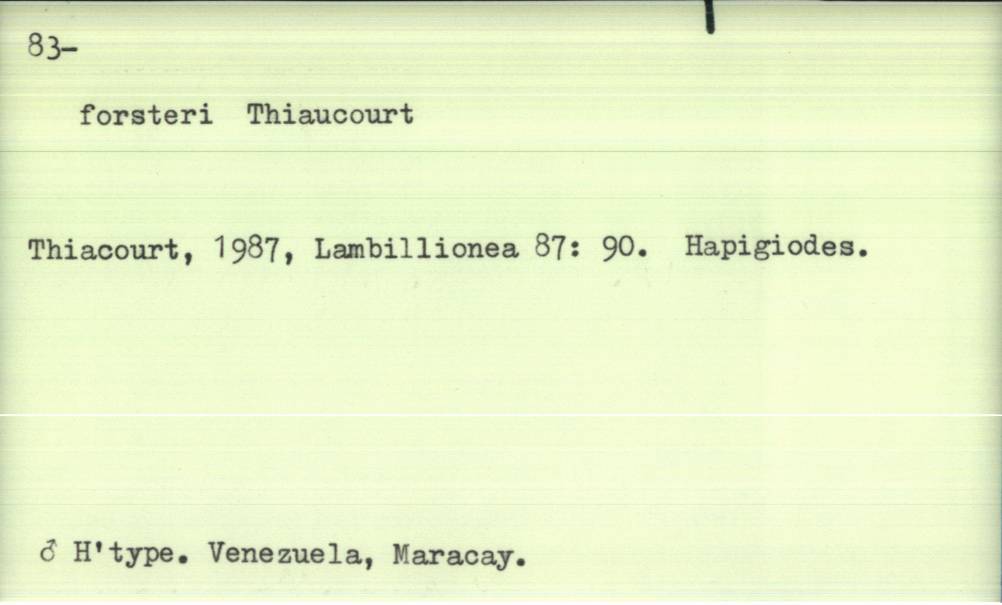 83-
forsteri Thiaucourt
Thiacourt, 1987, Lambillionea 87: 90. Hapigiodes.
♂ H'type. Venezuela, Maracay.